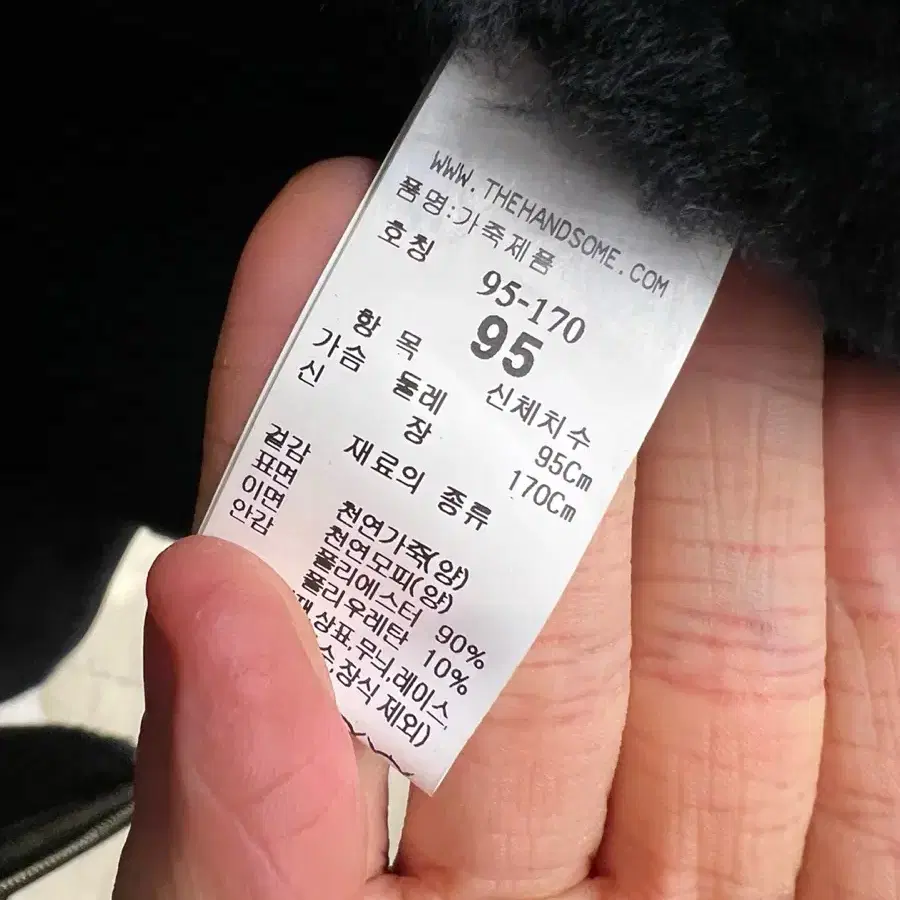 WWW.THEHANDSOME.COM
품명:가죽제품
호칭
95-170
95
항 목 신체치수
가슴 둘레 95Cm
신 장 170Cm
재료의 종류
겉감
표면 천연가죽(양)
이면 천연모피(양)
안감 폴리에스터 90%
폴리우레탄 10%
상표,무늬,레이스,
장식 제외)